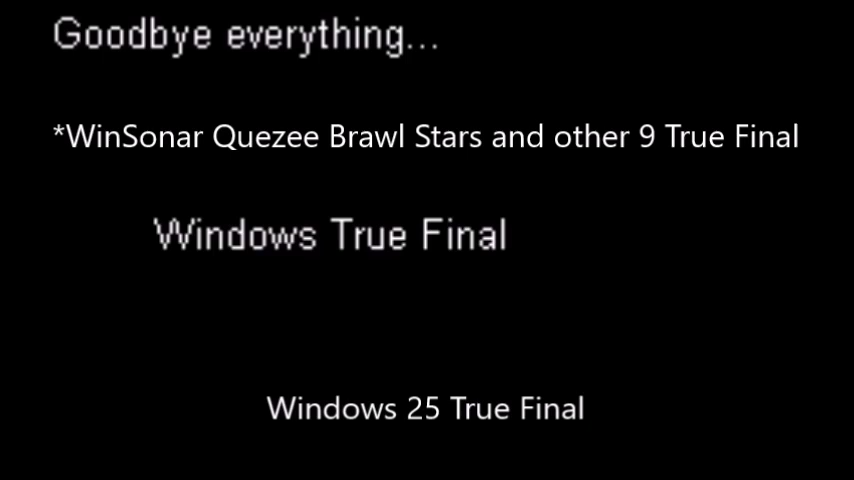 Goodbye everything...
*WinSonar Quezee Brawl Stars and other 9 True Final
Windows True Final
Windows 25 True Final